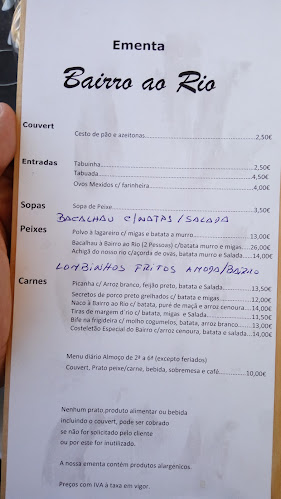 Ementa
Bairro ao Rio
Couvert
Cesto de pão e azeitonas 2,50€
Entradas
Tabuinha 2,50€
Tabuada 4,50€
Ovos Mexidos c/ farinheira 4,00€
Sopas
Sopa de Peixe 3,50€
BACALHAU C/NATAS/SALADA
Peixes
Polvo à lagareiro c/ migas e batata a murro 13,00€
Bacalhau à Bairro ao Rio (2 Pessoas) c/batata murro e migas 26,00€
Achigã do nosso rio c/açorda de ovas, batata murro e Salada 14,00€
LOMBINHOS FRITOS
Carnes
Picanha c/ Arroz branco, feijão preto, batata e Salada 13,50€
Secretos de porco preto grelhados c/ batata e migas 12,00€
Naco à Bairro ao Rio c/ batata, puré de maçã e arroz cenoura 14,00€
Tiras de margem d´rio c/ batata, migas e Salada 11,50€
Bife na frigideira c/ molho cogumelos, batata, arroz branco 13,00€
Costeletão Especial do Bairro c/arroz cenoura, batata e salada 14,00€
Menu diário Almoço de 2ª a 6ª (excepto feriados)
Couvert, Prato peixe/carne, bebida, sobremesa e café 10,00€
Nenhum prato produto alimentar ou bebida
incluindo o couvert, pode ser cobrado
se não for solicitado pelo cliente
ou por este for inutilizado.
A nossa ementa contém produtos alargénicos.
Preços com IVA à taxa em vigor.